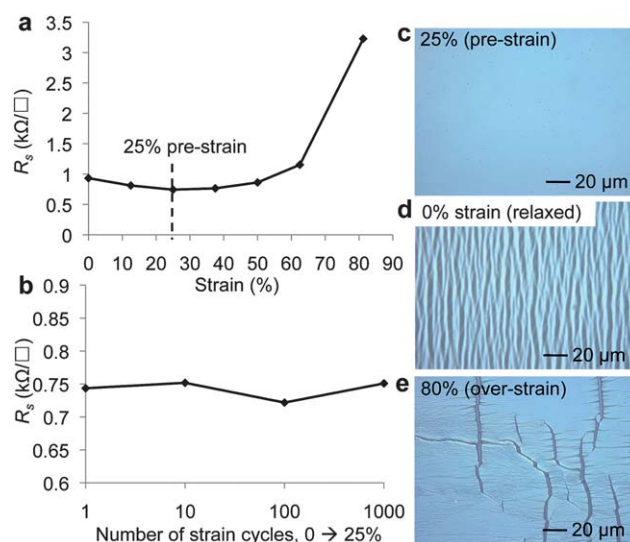 a
3.5
3
2.5
2
1.5
1
0.5
0
R_s (kΩ/□)
25% pre-strain
0 10 20 30 40 50 60 70 80 90
Strain (%)
b
0.9
0.85
0.8
0.75
0.7
0.65
0.6
R_s (kΩ/□)
1 10 100 1000
Number of strain cycles, 0 → 25%
c
25% (pre-strain)
20 µm
d
0% strain (relaxed)
20 µm
e
80% (over-strain)
20 µm